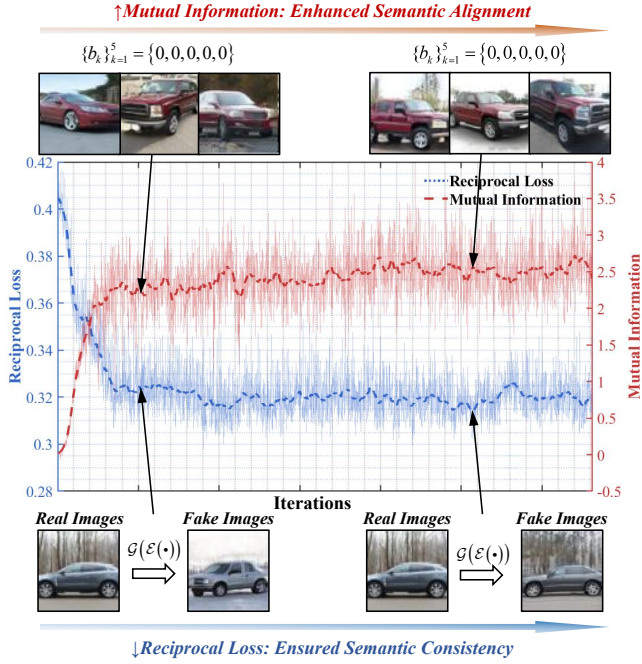 ↑Mutual Information: Enhanced Semantic Alignment
{b_k}_{k=1}^5 = {0,0,0,0,0}
{b_k}_{k=1}^5 = {0,0,0,0,0}
0.42
0.4
0.38
0.36
0.34
0.32
0.3
0.28
Reciprocal Loss
Reciprocal Loss
Mutual Information
4
3.5
3
2.5
2
1.5
1
0.5
0
-0.5
Mutual Information
Iterations
Real Images
Fake Images
Real Images
Fake Images
G(E(•))
G(E(•))
↓Reciprocal Loss: Ensured Semantic Consistency